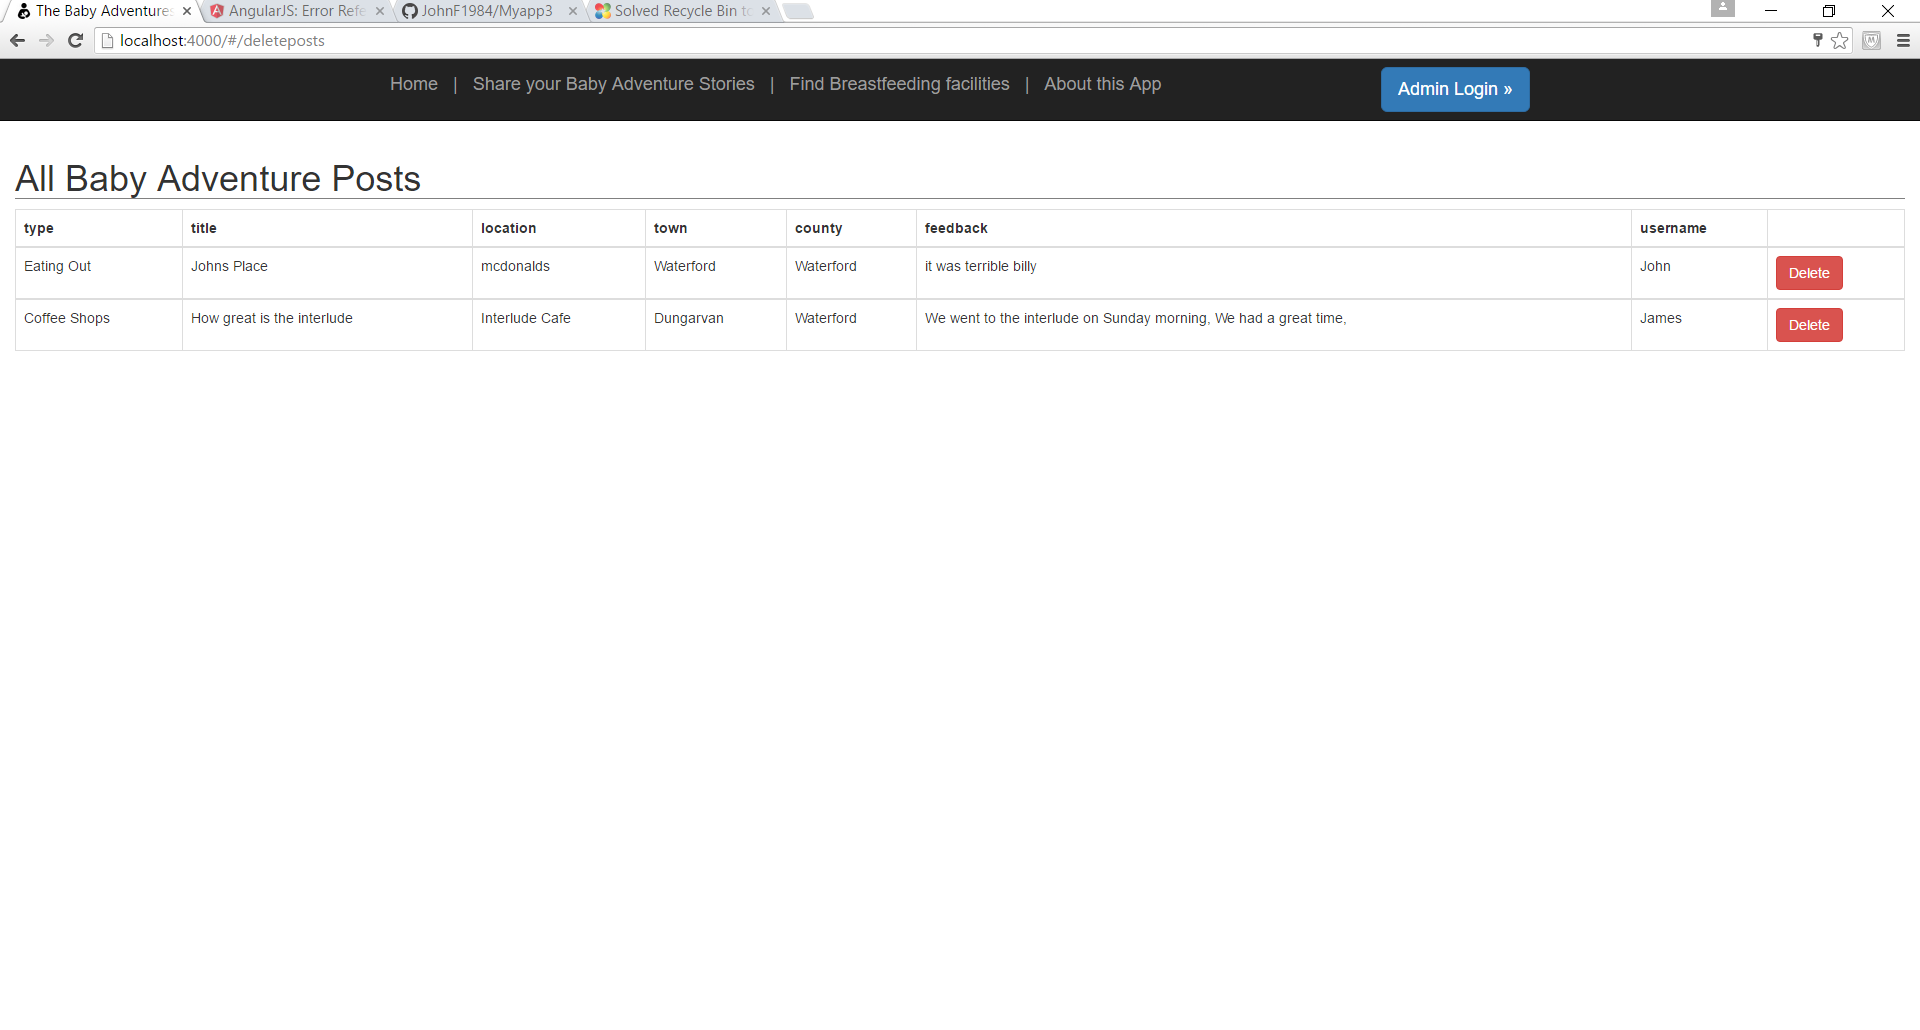 The Baby Adventures
AngularJS: Error Refe
JohnF1984/Myapp3
Solved Recycle Bin to
localhost:4000/#/deleteposts
Home | Share your Baby Adventure Stories | Find Breastfeeding facilities | About this App
Admin Login »
All Baby Adventure Posts
type title location town county feedback username
Eating Out Johns Place mcdonalds Waterford Waterford it was terrible billy John Delete
Coffee Shops How great is the interlude Interlude Cafe Dungarvan Waterford We went to the interlude on Sunday morning, We had a great time, James Delete